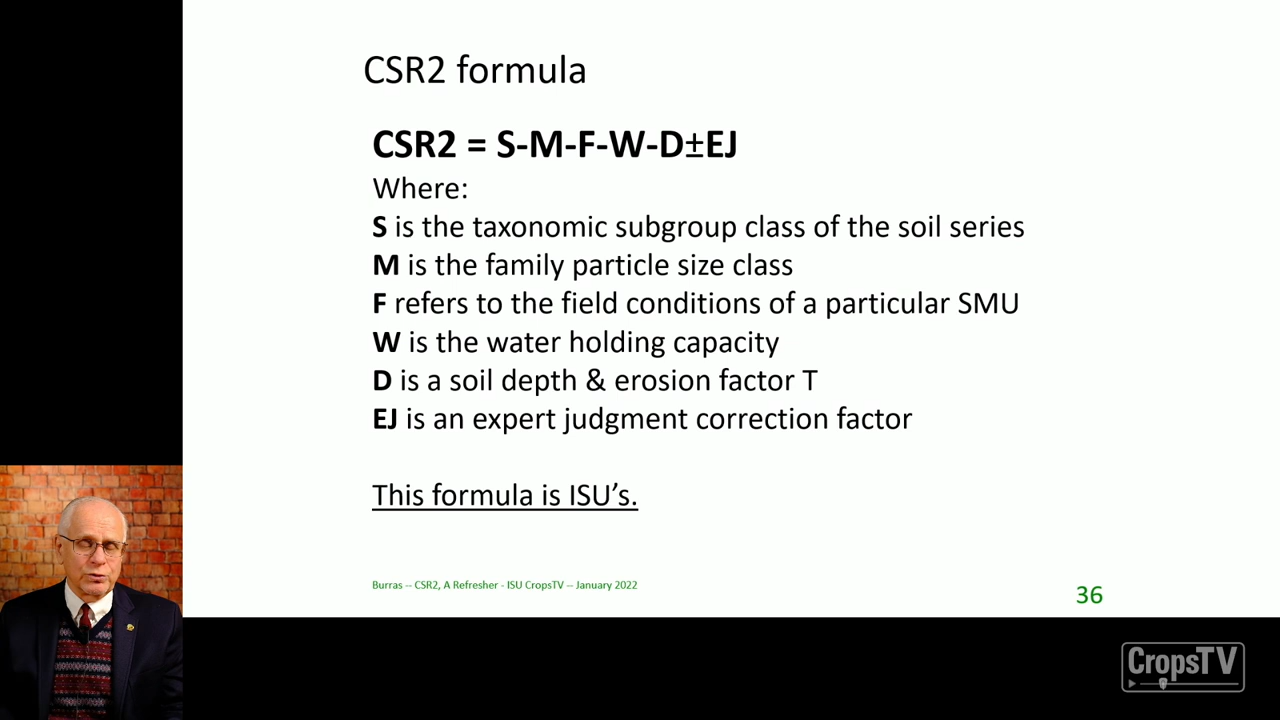 CSR2 formula
CSR2 = S-M-F-W-D±EJ
Where:
S is the taxonomic subgroup class of the soil series
M is the family particle size class
F refers to the field conditions of a particular SMU
W is the water holding capacity
D is a soil depth & erosion factor T
EJ is an expert judgment correction factor
This formula is ISU's.
Burras -- CSR2, A Refresher - ISU CropsTV -- January 2022
36
CropsTV